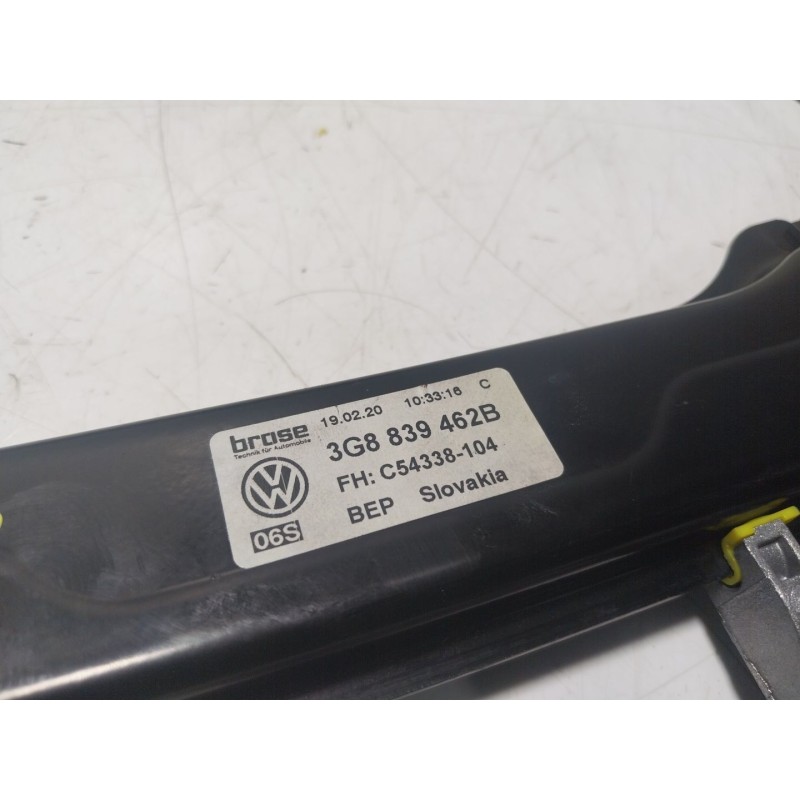 brose 19.02.20 10:33:16 C
Technik für Automobile
3G8 839 462B
FH: C54338-104
06S BEP Slovakia